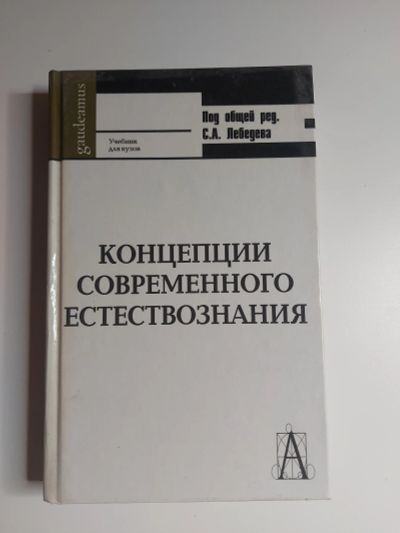 gaudeamus
Учебник
для вузов
Под общей ред.
С.А. Лебедева
КОНЦЕПЦИИ
СОВРЕМЕННОГО
ЕСТЕСТВОЗНАНИЯ
А